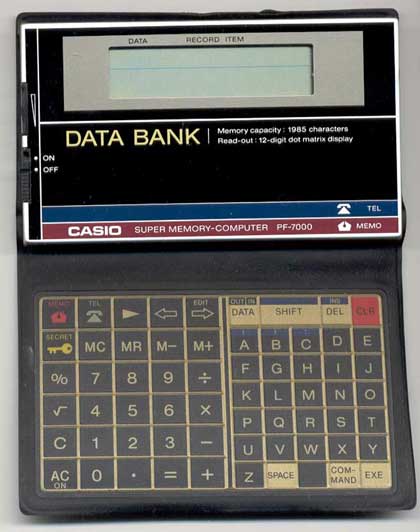 DATA RECORD ITEM
DATA BANK
Memory capacity : 1985 characters
Read-out : 12-digit dot matrix display
ON
OFF
TEL
CASIO SUPER MEMORY-COMPUTER PF-7000 MEMO
MEMO TEL EDIT OUT IN INS
DATA SHIFT DEL CLR
SECRET MC MR M− M+ A B C D E
% 7 8 9 ÷ F G H I J
√ 4 5 6 × K L M N O
C 1 2 3 − P Q R S T
U V W X Y
AC ON 0 · = + Z SPACE COM-MAND EXE